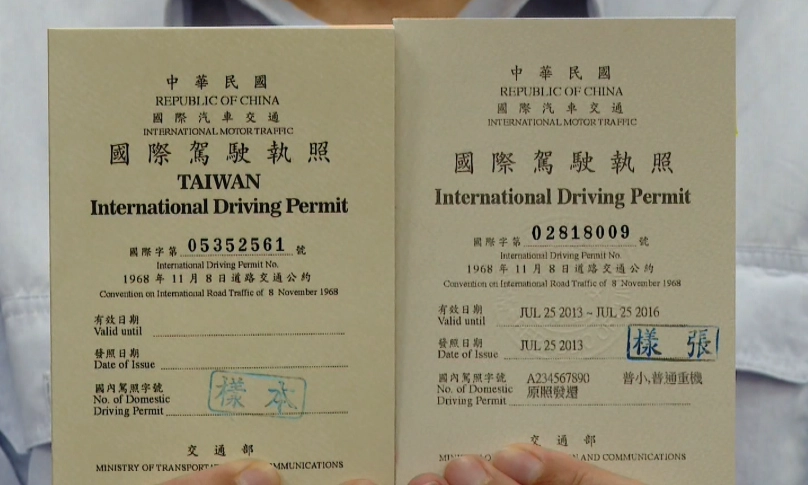 中華民國
REPUBLIC OF CHINA
國際汽車交通
INTERNATIONAL MOTOR TRAFFIC
國際駕駛執照
TAIWAN
International Driving Permit
國際字第 05352561 號
International Driving Permit No.
1968 年 11 月 8 日道路交通公約
Convention on International Road Traffic of 8 November 1968
有效日期
Valid until
發照日期
Date of Issue
國內駕照字號
No. of Domestic
Driving Permit
樣本
交通部
MINISTRY OF COMMUNICATIONS
中華民國
REPUBLIC OF CHINA
國際汽車交通
INTERNATIONAL MOTOR TRAFFIC
國際駕駛執照
International Driving Permit
國際字第 02818009 號
International Driving Permit No.
1968 年 11 月 8 日道路交通公約
Convention on International Road Traffic of 8 November 1968
有效日期
Valid until JUL 25 2013 ~ JUL 25 2016
發照日期
Date of Issue JUL 25 2013
樣張
國內駕照字號 A234567890 普小,普通重機
No. of Domestic 原照發還
Driving Permit
交通部
AND COMMUNICATIONS